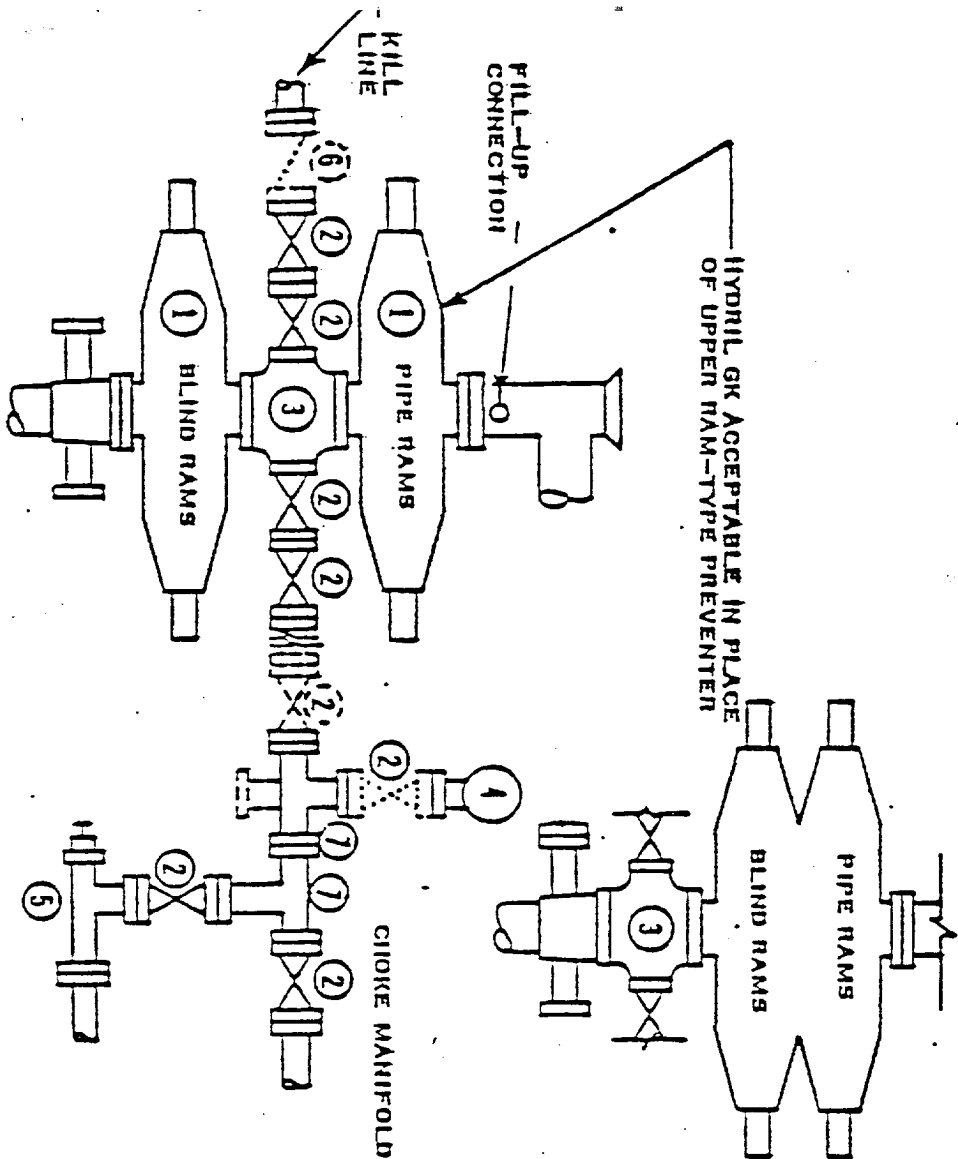 HYDRIL GK ACCEPTABLE IN PLACE
OF UPPER RAM-TYPE PREVENTER
FILL-UP
CONNECTION
KILL
LINE
1
PIPE RAMS
6
2
2
3
2
2
2
1
BLIND RAMS
2
4
7
7
2
2
5
CHOKE MANIFOLD
PIPE RAMS
BLIND RAMS
3